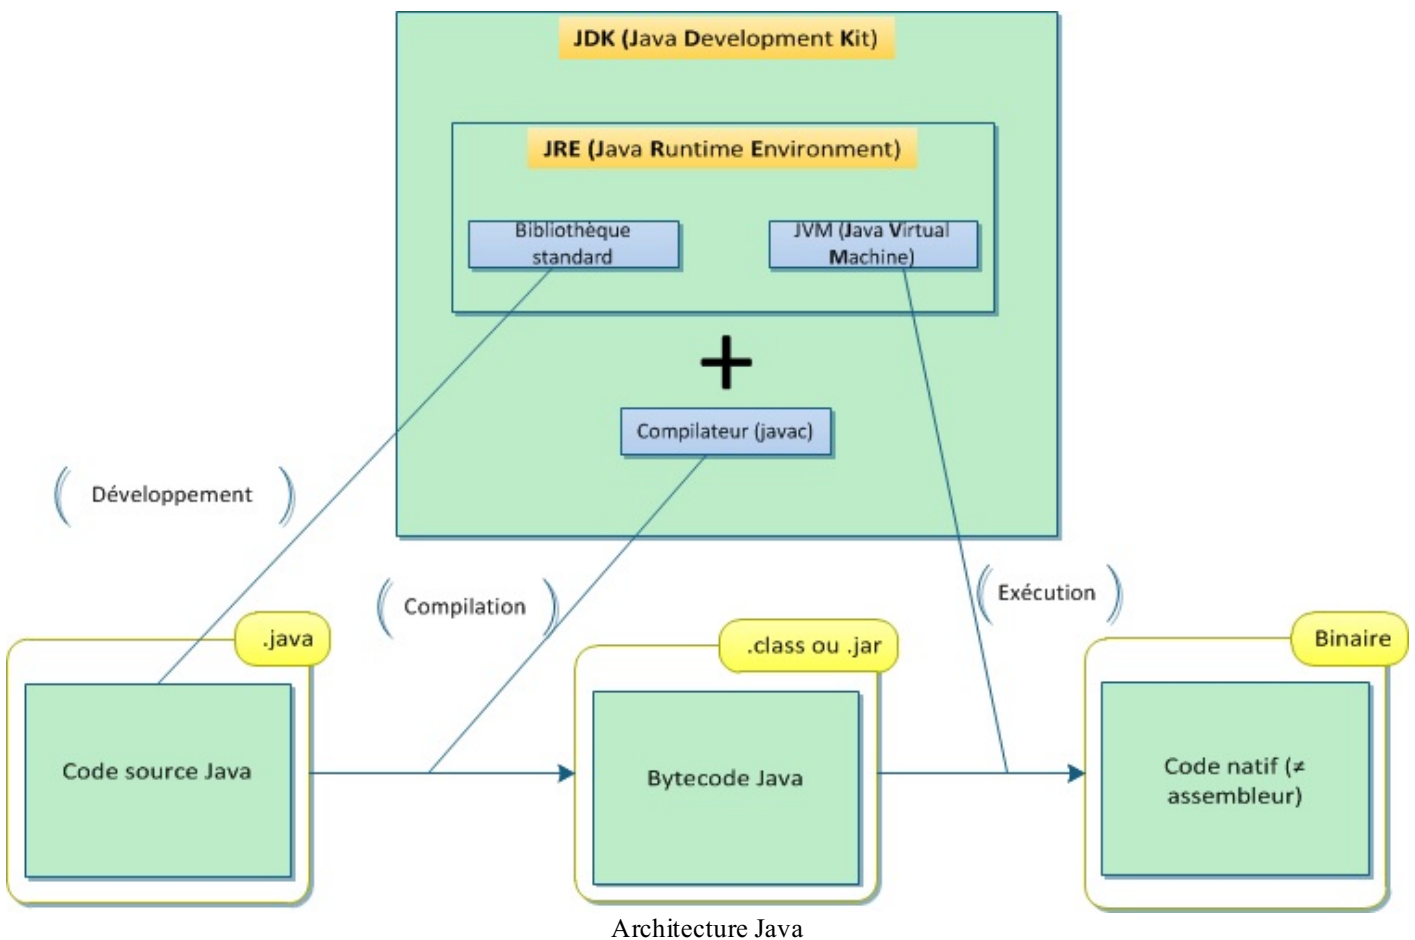 JDK (Java Development Kit)
JRE (Java Runtime Environment)
Bibliothèque
standard
JVM (Java Virtual
Machine)
+
Compilateur (javac)
Développement
Compilation
Exécution
.java
.class ou .jar
Binaire
Code source Java
Bytecode Java
Code natif (≠
assembleur)
Architecture Java